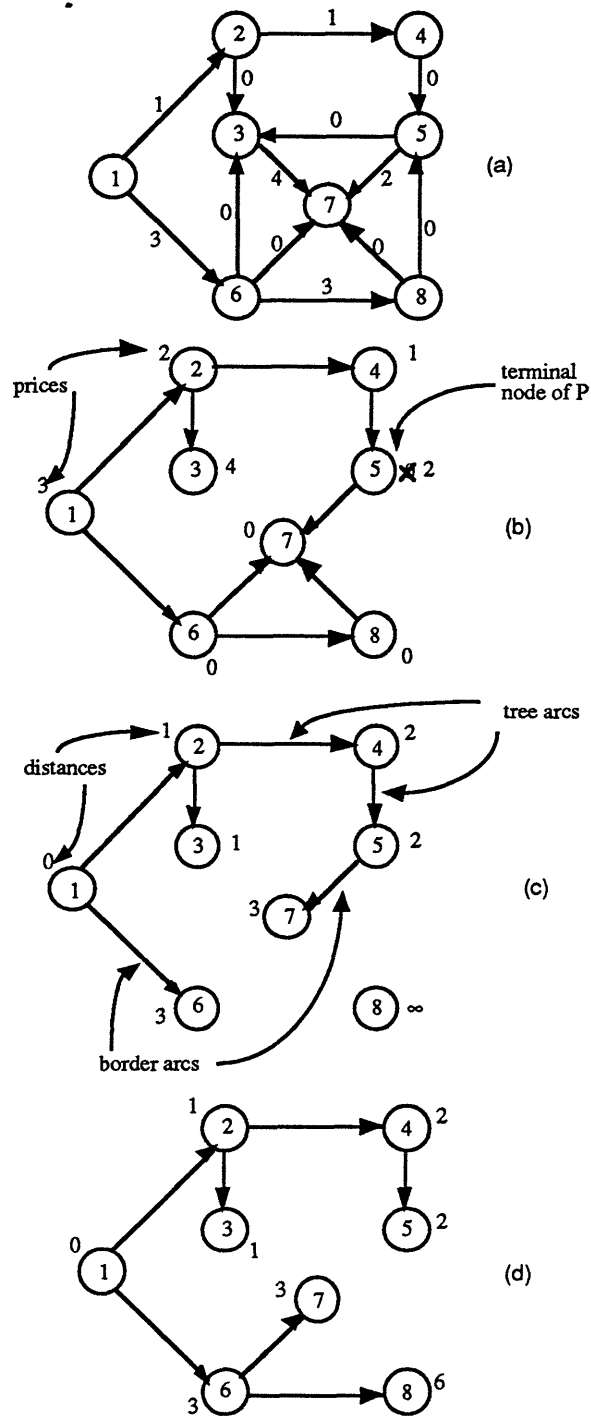 2 1 4
0 0
1 3 0 5
(a)
1 4 2
7
3 0 0 0 0
6 3 8
2 2 4 1
prices
terminal
node of P
3 4 5 2
3 1
0 7
(b)
6 8
0 0
1 2 4 2
tree arcs
distances
3 1 5 2
0 1
3 7
(c)
3 6 8 ∞
border arcs
1 2 4 2
3 1 5 2
0 1
3 7
(d)
3 6 8 6